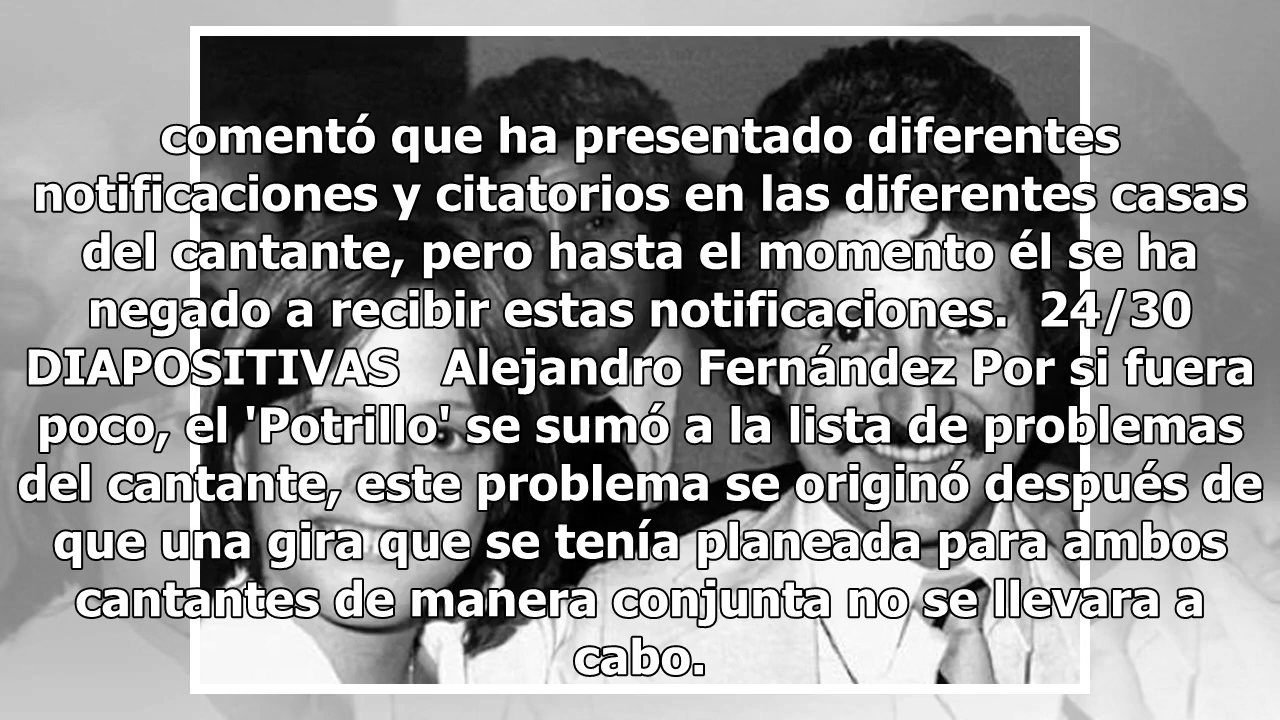 comentó que ha presentado diferentes
notificaciones y citatorios en las diferentes casas
del cantante, pero hasta el momento él se ha
negado a recibir estas notificaciones.  24/30
DIAPOSITIVAS   Alejandro Fernández Por si fuera
poco, el 'Potrillo' se sumó a la lista de problemas
del cantante, este problema se originó después de
que una gira que se tenía planeada para ambos
cantantes de manera conjunta no se llevara a
cabo.